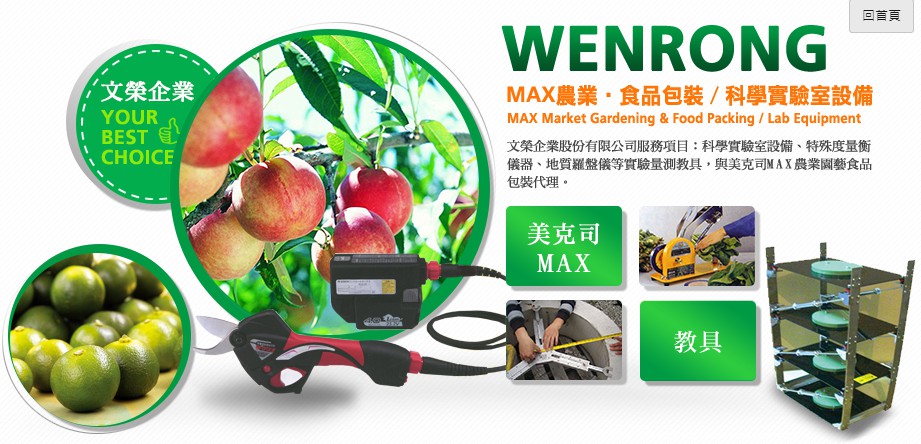 回首頁
文榮企業
YOUR
BEST
CHOICE
WENRONG
MAX農業・食品包裝 / 科學實驗室設備
MAX Market Gardening & Food Packing / Lab Equipment
文榮企業股份有限公司服務項目：科學實驗室設備、特殊度量衡
儀器、地質羅盤儀等實驗量測教具，與美克司MAX農業園藝食品
包裝代理。
美克司
MAX
教具